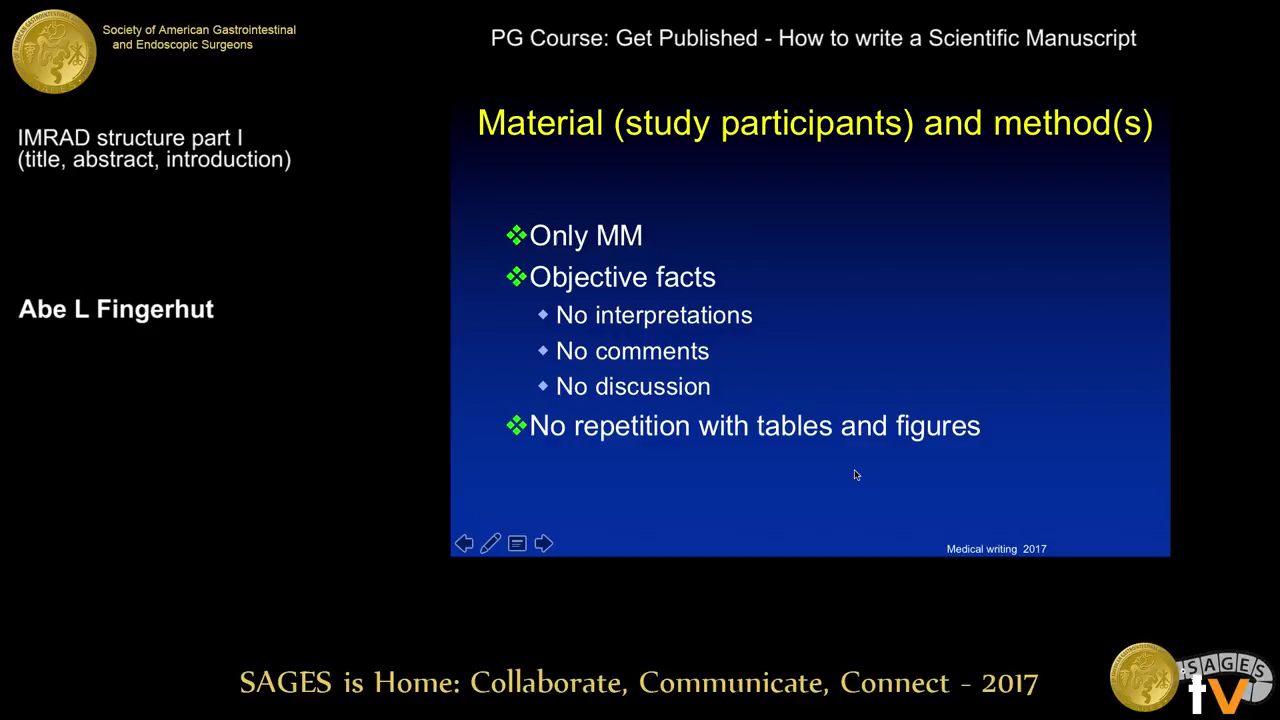 Society of American Gastrointestinal
and Endoscopic Surgeons
PG Course: Get Published - How to write a Scientific Manuscript
IMRAD structure part I
(title, abstract, introduction)
Abe L Fingerhut
Material (study participants) and method(s)
Only MM
Objective facts
No interpretations
No comments
No discussion
No repetition with tables and figures
Medical writing 2017
SAGES is Home: Collaborate, Communicate, Connect - 2017
SAGES
tv